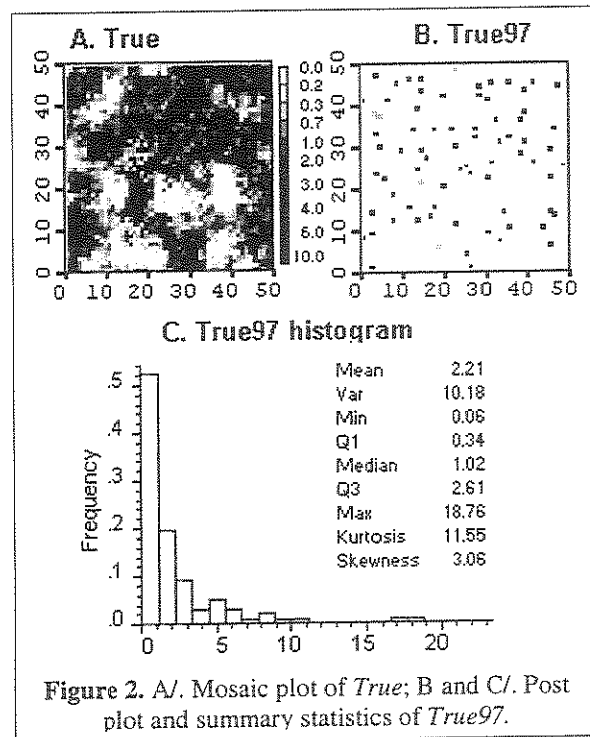 A. True
B. True97
50
40
30
20
10
0
0 10 20 30 40 50
0.0
0.2
0.3
0.7
1.0
2.0
3.0
4.0
10.0
50
40
30
20
10
0
0 10 20 30 40 50
C. True97 histogram
Frequency
.5
.4
.3
.2
.1
.0
0 5 10 15 20
Mean 2.21
Var 10.18
Min 0.06
Q1 0.34
Median 1.02
Q3 2.61
Max 18.76
Kurtosis 11.55
Skewness 3.06
Figure 2. A/. Mosaic plot of True; B and C/. Post
plot and summary statistics of True97.